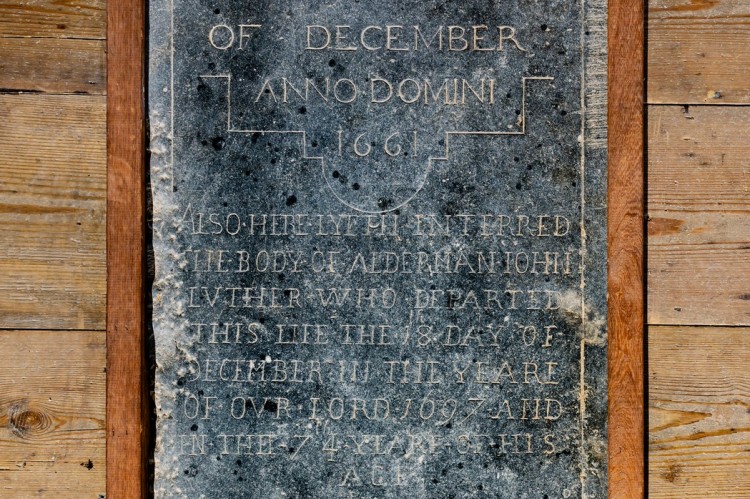 OF DECEMBER
ANNO·DOMINI
1661
ALSO·HERE·LYETH INTERRED
THE BODY·OF ALDERMAN·IOHN
LVTHER·WHO DEPARTED
THIS·LIFE THE 18·DAY OF
DECEMBER IN THE YEARE
OF OVR·LORD 1697 AND
IN THE·74·YEARE·OF HIS
AGE